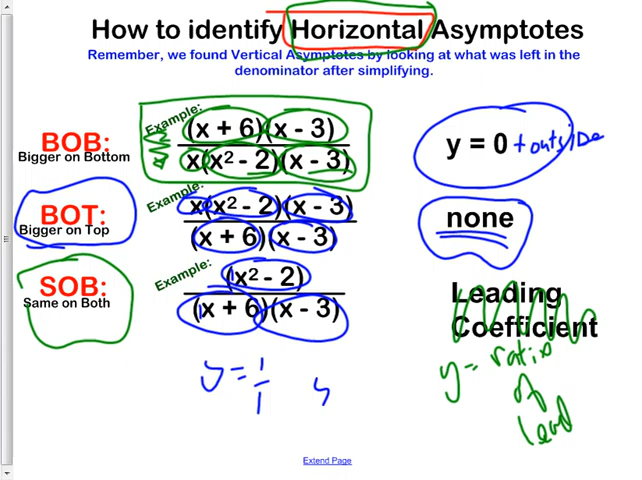 How to identify Horizontal Asymptotes
Remember, we found Vertical Asymptotes by looking at what was left in the
denominator after simplifying.
BOB:
Bigger on Bottom
Example:
(x + 6)(x - 3)
x(x² - 2)(x - 3)
y = 0 + outside
BOT:
Bigger on Top
Example:
x(x² - 2)(x - 3)
(x + 6)(x - 3)
none
SOB:
Same on Both
Example:
(x² - 2)
(x + 6)(x - 3)
Leading
Coefficient
y = 1
1
y
y = ratio
of
lead
Extend Page